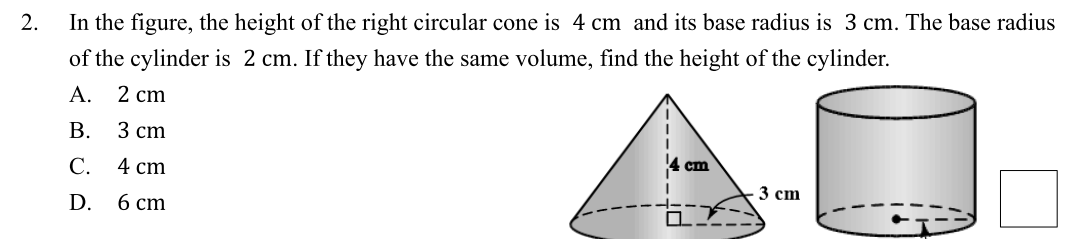 2. In the figure, the height of the right circular cone is 4 cm and its base radius is 3 cm. The base radius
of the cylinder is 2 cm. If they have the same volume, find the height of the cylinder.
A. 2 cm
B. 3 cm
C. 4 cm
D. 6 cm
4 cm
3 cm